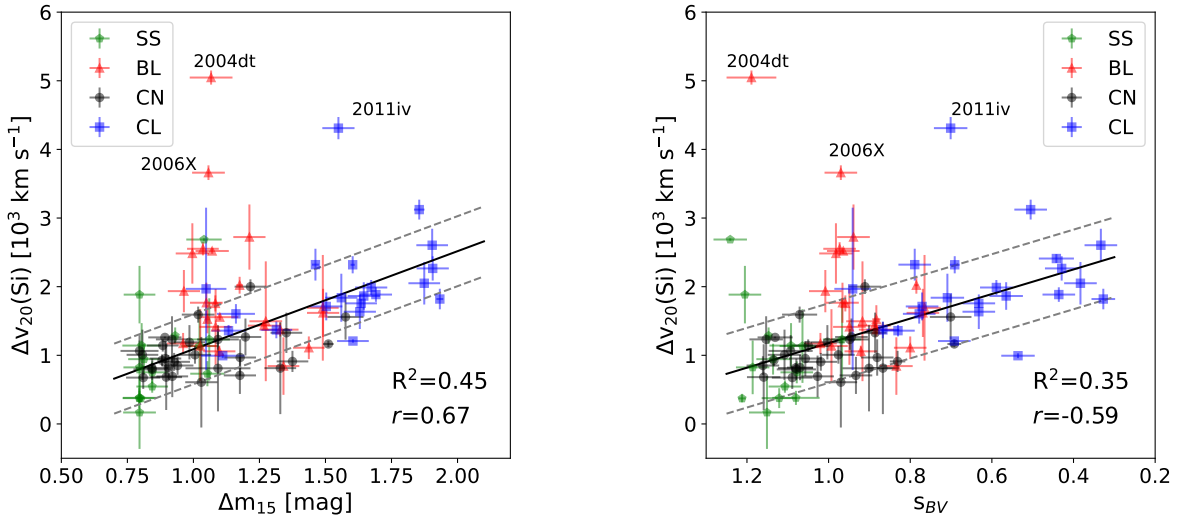 6
5
4
3
2
1
0
Δv₂₀(Si) [10³ km s⁻¹]
SS
BL
CN
CL
2004dt
2011iv
2006X
R²=0.45
r=0.67
0.50 0.75 1.00 1.25 1.50 1.75 2.00
Δm₁₅ [mag]
6
5
4
3
2
1
0
Δv₂₀(Si) [10³ km s⁻¹]
SS
BL
CN
CL
2004dt
2011iv
2006X
R²=0.35
r=-0.59
1.2 1.0 0.8 0.6 0.4 0.2
s_BV